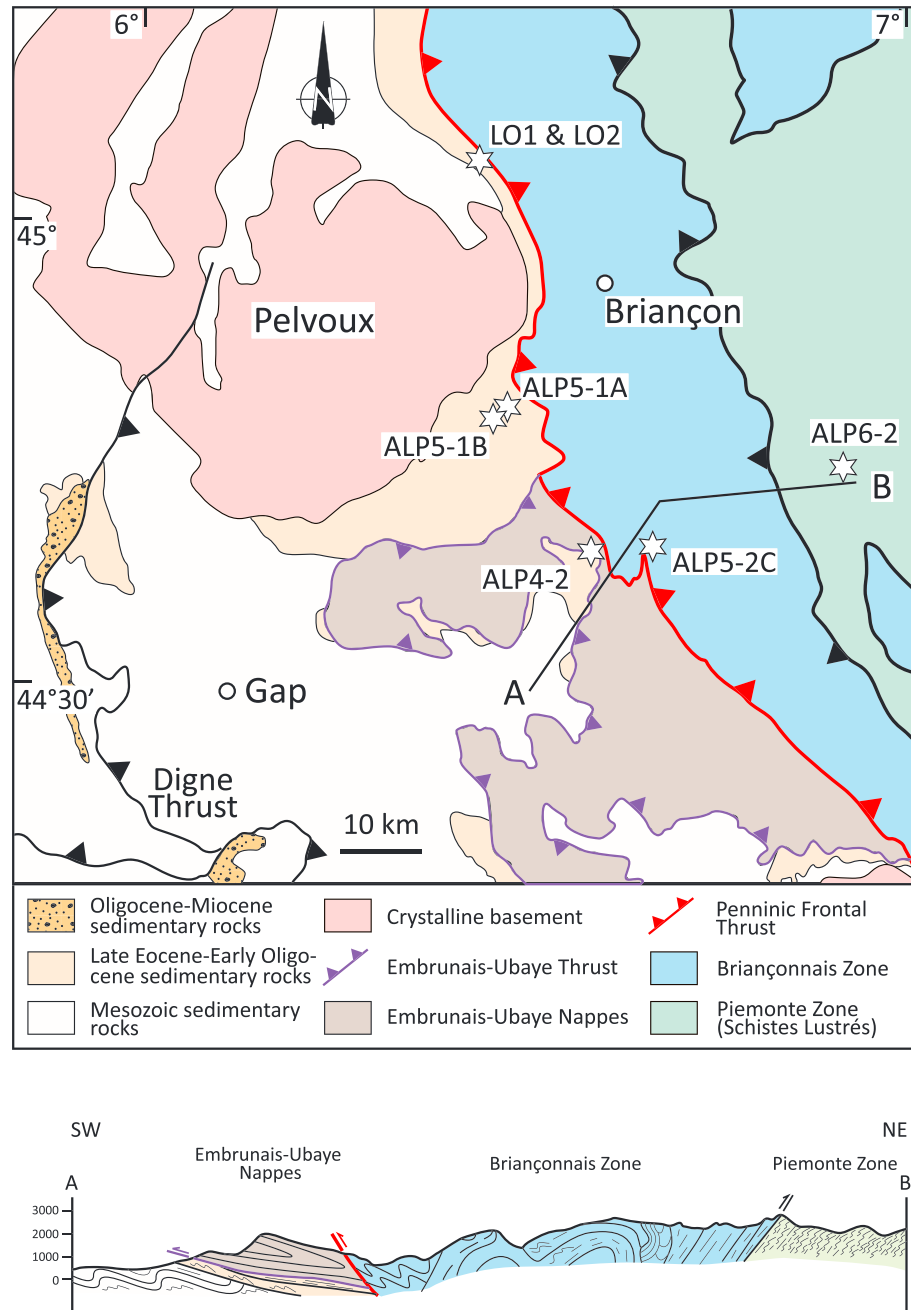 6°
7°
N
LO1 & LO2
45°
Pelvoux
Briançon
ALP5-1A
ALP5-1B
ALP6-2
B
ALP4-2
ALP5-2C
A
44°30’
Gap
Digne
Thrust
10 km
Oligocene-Miocene
sedimentary rocks
Late Eocene-Early Oligo-
cene sedimentary rocks
Mesozoic sedimentary
rocks
Crystalline basement
Embrunais-Ubaye Thrust
Embrunais-Ubaye Nappes
Penninic Frontal
Thrust
Briançonnais Zone
Piemonte Zone
(Schistes Lustrés)
SW
NE
Embrunais-Ubaye
Nappes
Briançonnais Zone
Piemonte Zone
A
B
3000
2000
1000
0